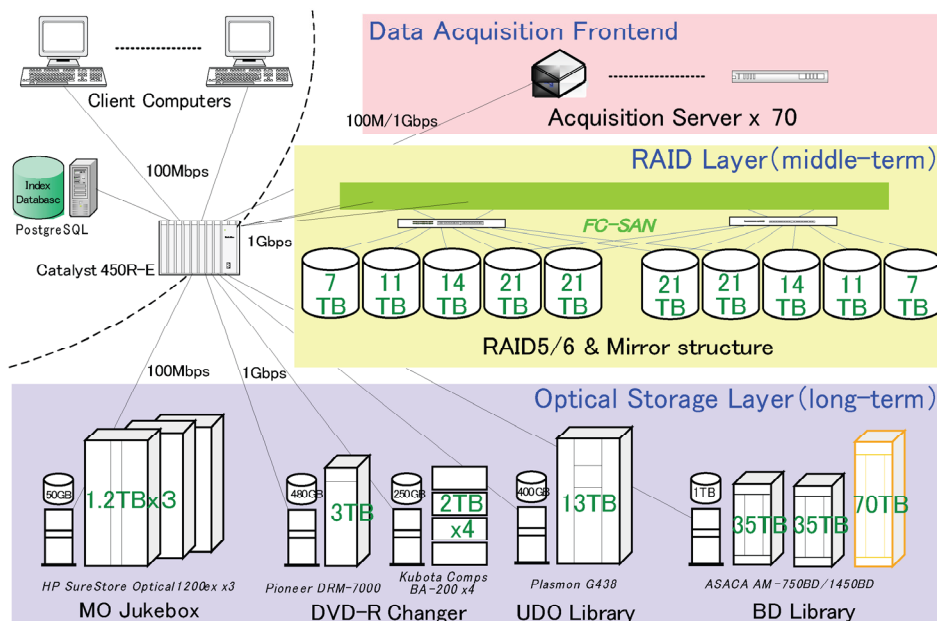 Data Acquisition Frontend
Client Computers
Acquisition Server x 70
100M/1Gbps
100Mbps
RAID Layer(middle-term)
Index
Database
PostgreSQL
FC-SAN
1Gbps
Catalyst 450R-E
7
TB
11
TB
14
TB
21
TB
21
TB
21
TB
21
TB
14
TB
11
TB
7
TB
RAID5/6 & Mirror structure
100Mbps
1Gbps
Optical Storage Layer(long-term)
50GB
1.2TBx3
480GB
3TB
250GB
2TB
x4
400GB
13TB
1TB
35TB
35TB
70TB
HP SureStore Optical1200ex x3
MO Jukebox
Pioneer DRM-7000
Kubota Comps
BA-200 x4
DVD-R Changer
Plasmon G438
UDO Library
ASACA AM-750BD/1450BD
BD Library